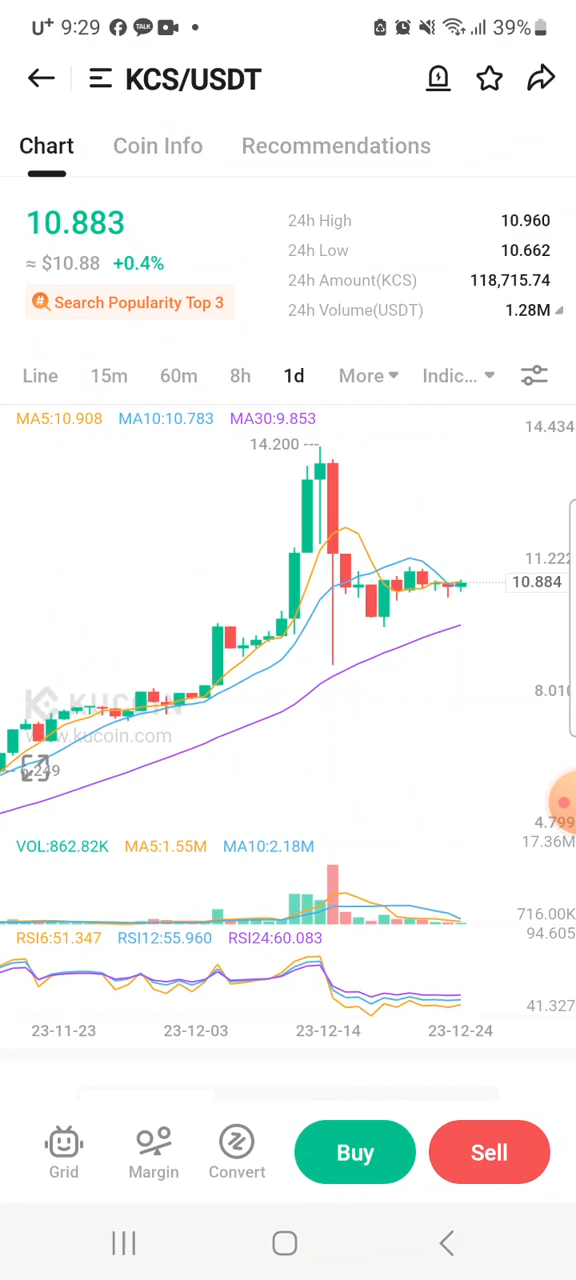 U+ 9:29 TALK 39%
KCS/USDT
Chart Coin Info Recommendations
10.883
≈ $10.88 +0.4%
Search Popularity Top 3
24h High 10.960
24h Low 10.662
24h Amount(KCS) 118,715.74
24h Volume(USDT) 1.28M
Line 15m 60m 8h 1d More Indic...
MA5:10.908 MA10:10.783 MA30:9.853
14.434
14.200
11.222
10.884
8.010
KUCOIN
www.kucoin.com
6.249
4.799
17.36M
VOL:862.82K MA5:1.55M MA10:2.18M
716.00K
94.605
RSI6:51.347 RSI12:55.960 RSI24:60.083
41.327
23-11-23 23-12-03 23-12-14 23-12-24
Grid Margin Convert Buy Sell